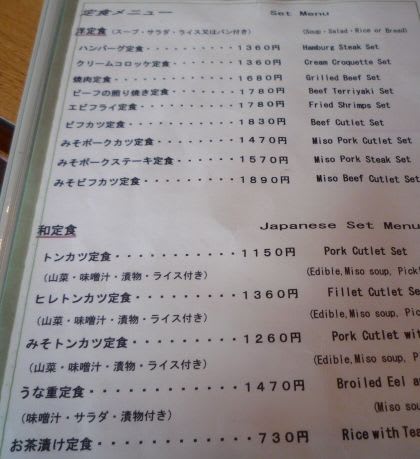 定食メニュー Set Menu
洋定食 (スープ・サラダ・ライス又はパン付き) (Soup・Salad・Rice or Bread)
ハンバーグ定食・・・・・・・・・1360円 Hamburg Steak Set
クリームコロッケ定食・・・・・・1360円 Cream Croquette Set
焼肉定食・・・・・・・・・・・・1680円 Grilled Beef Set
ビーフの煎り焼き定食・・・・・・1780円 Beef Terriyaki Set
エビフライ定食・・・・・・・・・1780円 Fried Shrimps Set
ビフカツ定食・・・・・・・・・・1830円 Beef Cutlet Set
みそポークカツ定食・・・・・・・1470円 Miso Pork Cutlet Set
みそポークステーキ定食・・・・・1570円 Miso Pork Steak Set
みそビフカツ定食・・・・・・・・1890円 Miso Beef Cutlet Set
和定食 Japanese Set Menu
トンカツ定食・・・・・・・・・・1150円 Pork Cutlet Set
(山菜・味噌汁・漬物・ライス付き) (Edible,Miso soup, Pick
ヒレトンカツ定食・・・・・・・・1360円 Fillet Cutlet Se
(山菜・味噌汁・漬物・ライス付き) (Edible,Miso soup, Pic
みそトンカツ定食・・・・・・・・1260円 Pork Cutlet wit
(山菜・味噌汁・漬物・ライス付き) (Edible,Miso soup, P
うな重定食・・・・・・・・・・・1470円 Broiled Eel a
(味噌汁・サラダ・漬物付き) (Miso sou
お茶漬け定食・・・・・・・・・・・730円 Rice with Tea